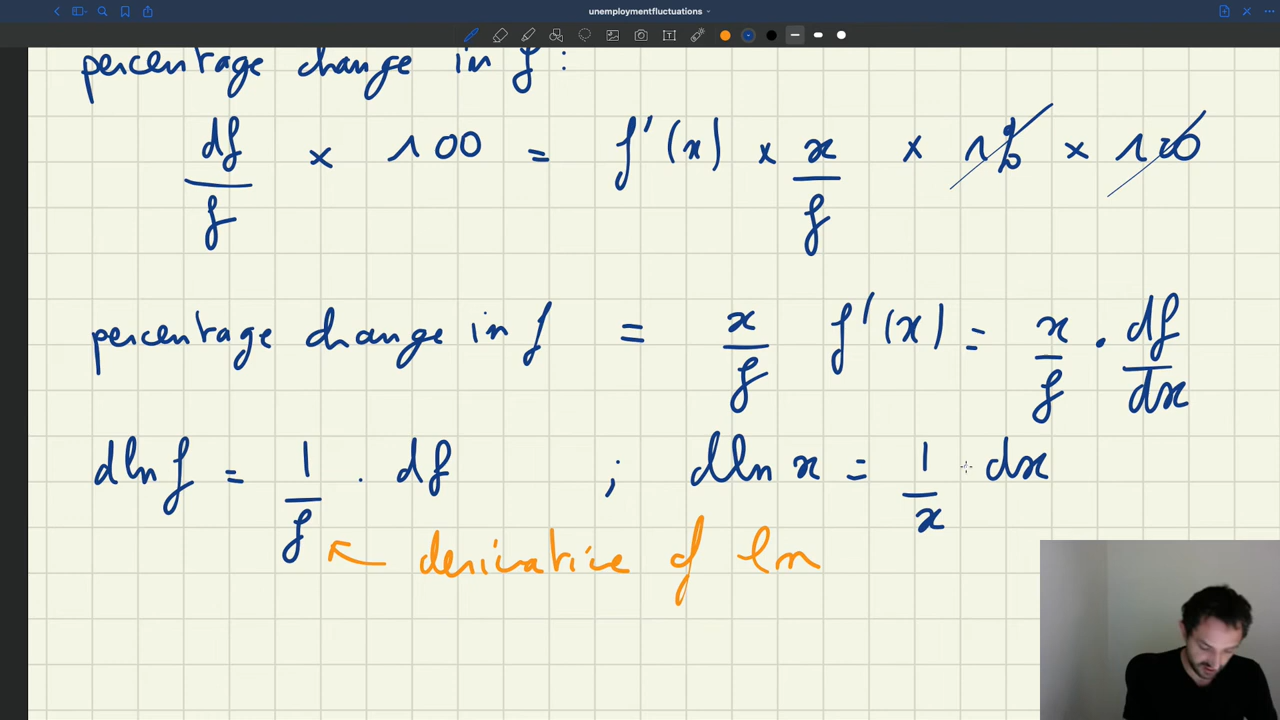 unemploymentfluctuations
percentage change in f :
df/f × 100 = f'(x) × x/f × 1% × 100
percentage change in f = x/f f'(x) = x/f · df/dx
dln f = 1/f · df ; dln x = 1/x · dx
← derivative of ln